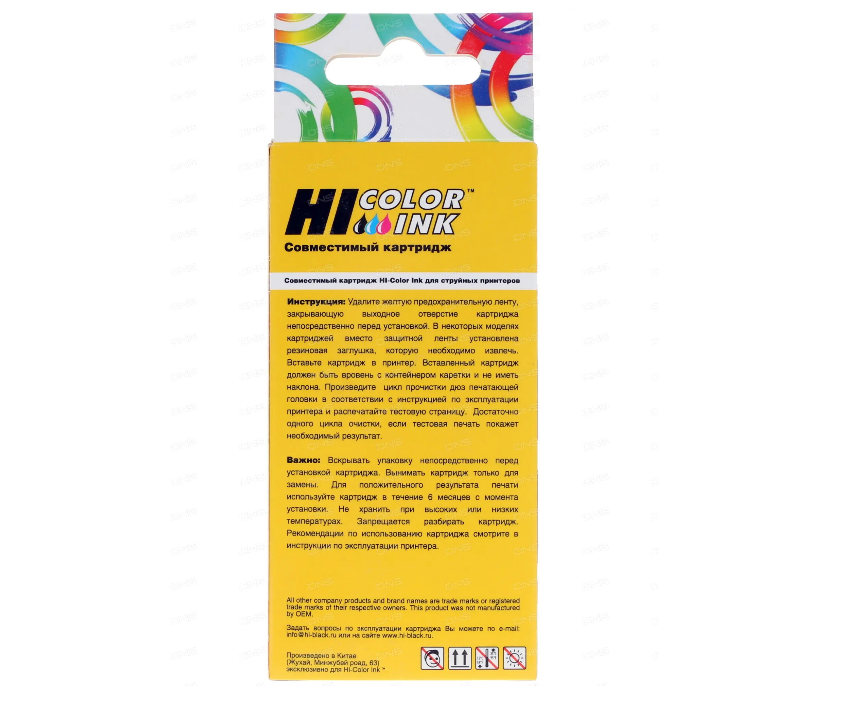 HI COLOR INK™
Совместимый картридж
Совместимый картридж HI-Color Ink для струйных принтеров
Инструкция: Удалите желтую предохранительную ленту,
закрывающую выходное отверстие картриджа
непосредственно перед установкой. В некоторых моделях
картриджей вместо защитной ленты установлена
резиновая заглушка, которую необходимо извлечь.
Вставьте картридж в принтер. Вставленный картридж
должен быть вровень с контейнером каретки и не иметь
наклона. Произведите цикл прочистки дюз печатающей
головки в соответствии с инструкцией по эксплуатации
принтера и распечатайте тестовую страницу. Достаточно
одного цикла очистки, если тестовая печать покажет
необходимый результат.
Важно: Вскрывать упаковку непосредственно перед
установкой картриджа. Вынимать картридж только для
замены. Для положительного результата печати
используйте картридж в течение 6 месяцев с момента
установки. Не хранить при высоких или низких
температурах. Запрещается разбирать картридж.
Рекомендации по использованию картриджа смотрите в
инструкции по эксплуатации принтера.
All other company products and brand names are trade marks or registered
trade marks of their respective owners. This product was not manufactured
by OEM.
Задать вопросы по эксплуатации картриджа Вы можете по e-mail:
info@hi-black.ru или на сайте www.hi-black.ru.
Произведено в Китае
(Жухай, Минжубей роад, 63)
эксклюзивно для Hi-Color Ink ™